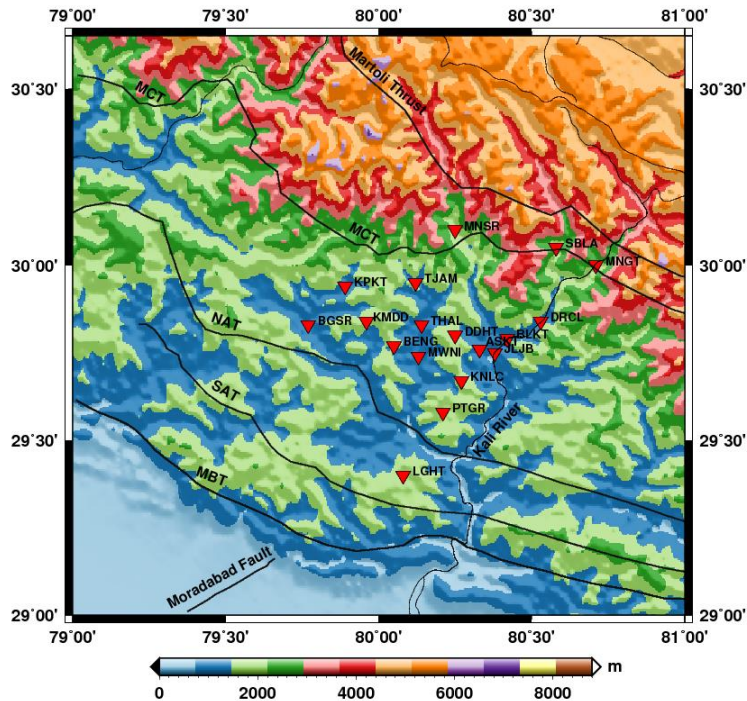 79˚00' 79˚30' 80˚00' 80˚30' 81˚00'
30˚30' 30˚30'
Martoli Thrust
MCT
MNSR
MCT
SBLA
30˚00' MNGT 30˚00'
TJAM
KPKT
NAT
BGSR KMDD THAL DRCL
DDHT BLKT
BENG ASKT
MWNI JLJB
KNLC
SAT
PTGR
29˚30' 29˚30'
Kali River
MBT LGHT
Moradabad Fault
29˚00' 29˚00'
79˚00' 79˚30' 80˚00' 80˚30' 81˚00'
m
0 2000 4000 6000 8000